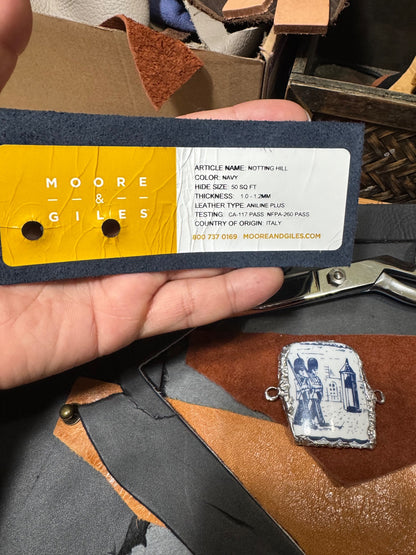 MOORE
&
GILES
ARTICLE NAME: NOTTING HILL
COLOR: NAVY
HIDE SIZE: 50 SQ FT
THICKNESS: 1.0 - 1.2MM
LEATHER TYPE: ANILINE PLUS
TESTING: CA-117 PASS NFPA-260 PASS
COUNTRY OF ORIGIN: ITALY
800 737 0169 MOOREANDGILES.COM